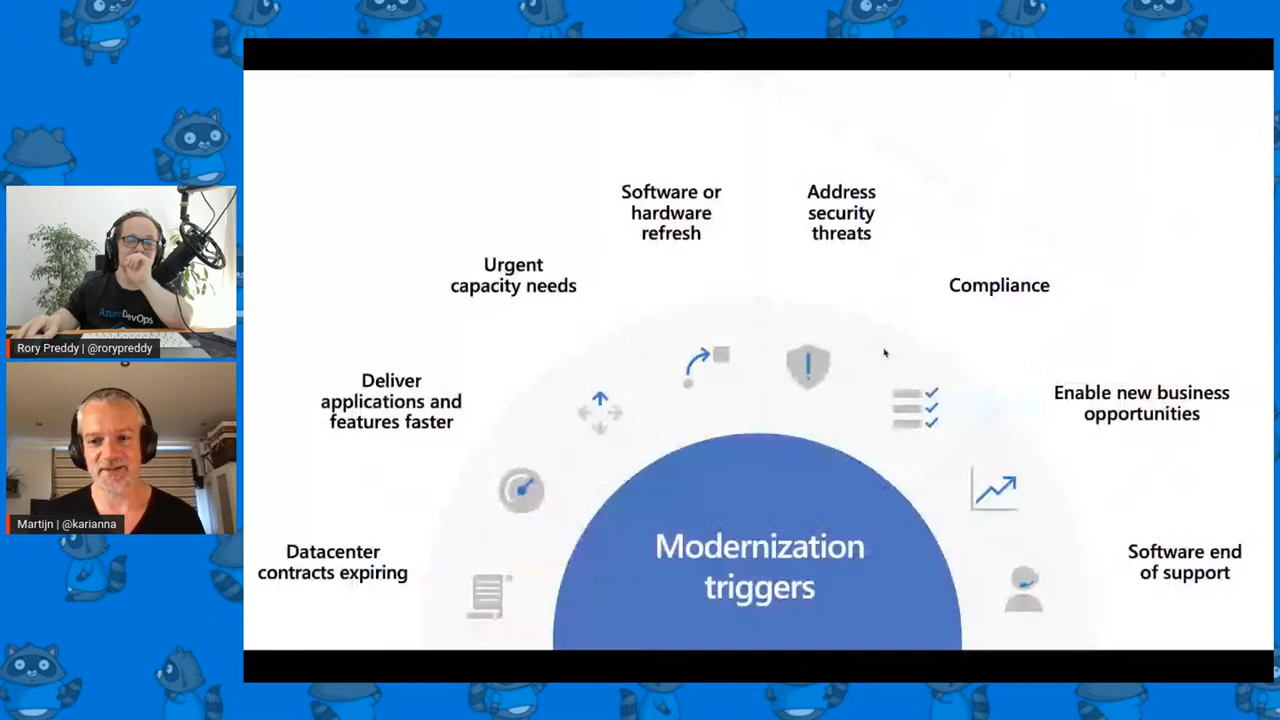 Software or
hardware
refresh
Address
security
threats
Urgent
capacity needs
Compliance
Deliver
applications and
features faster
Enable new business
opportunities
Modernization
triggers
Datacenter
contracts expiring
Software end
of support
AzureDevOps
Rory Preddy | @rorypreddy
Martijn | @karianna